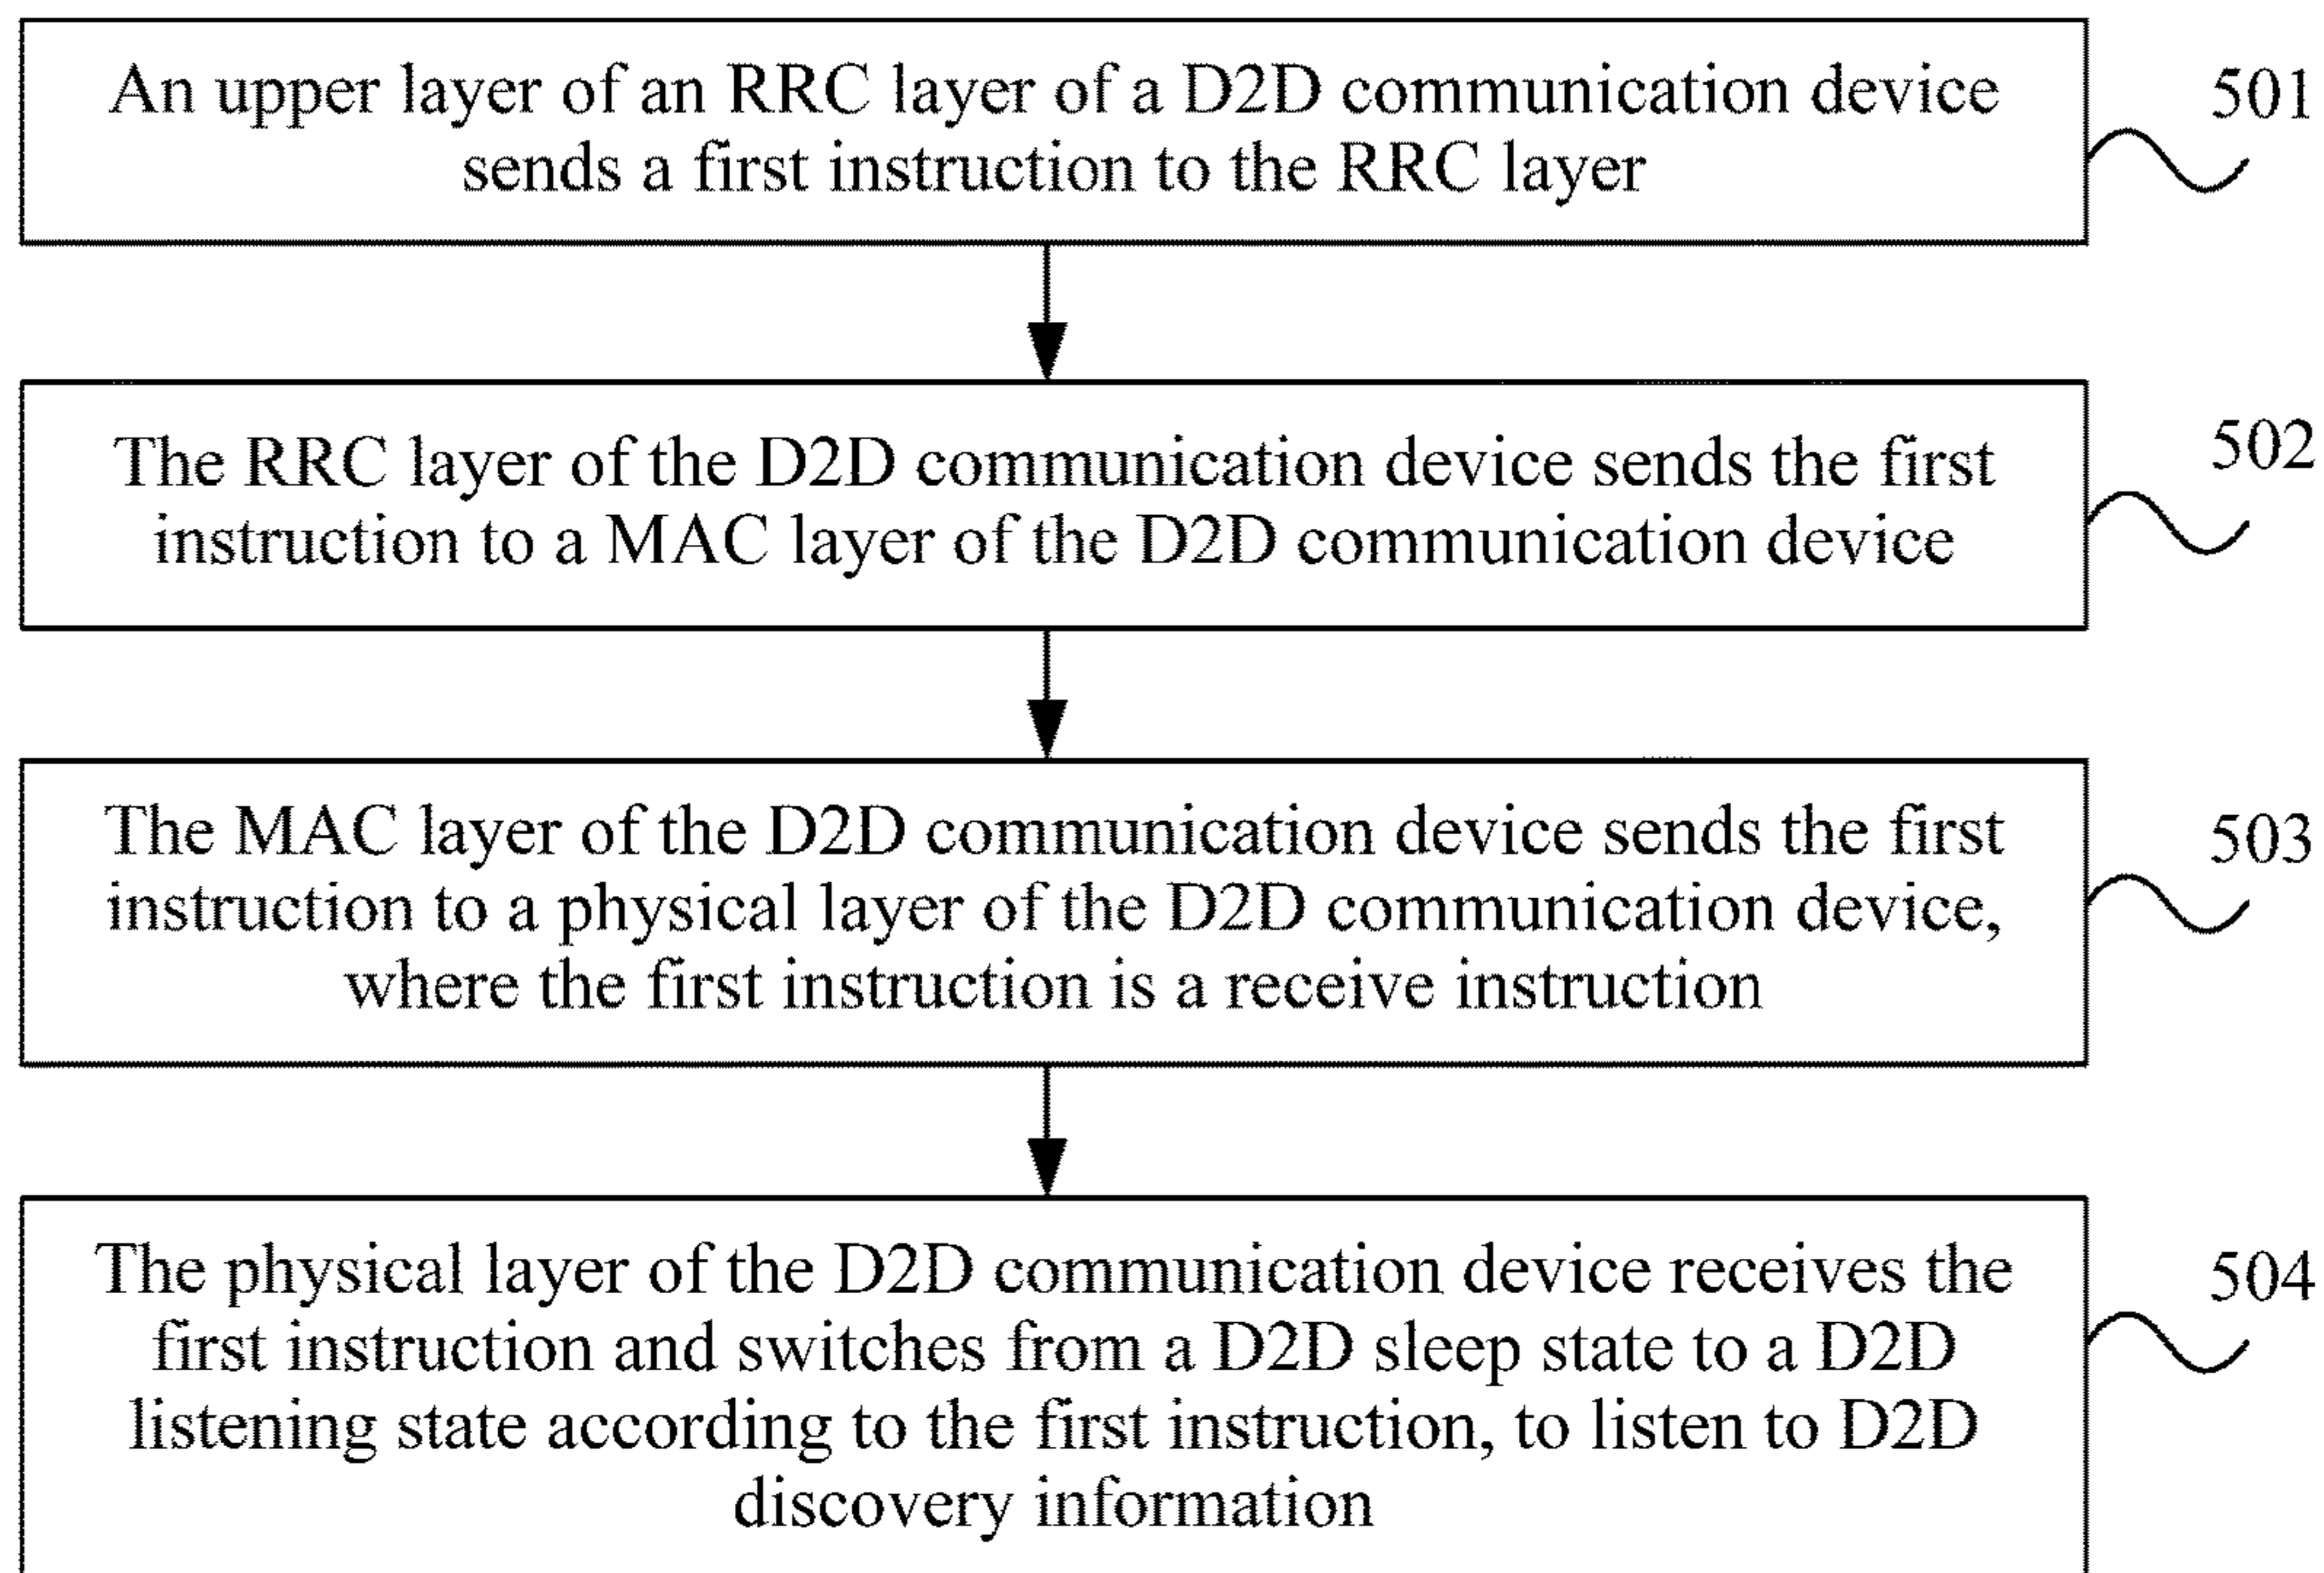 An upper layer of an RRC layer of a D2D communication device
sends a first instruction to the RRC layer
501
The RRC layer of the D2D communication device sends the first
instruction to a MAC layer of the D2D communication device
502
The MAC layer of the D2D communication device sends the first
instruction to a physical layer of the D2D communication device,
where the first instruction is a receive instruction
503
The physical layer of the D2D communication device receives the
first instruction and switches from a D2D sleep state to a D2D
listening state according to the first instruction, to listen to D2D
discovery information
504